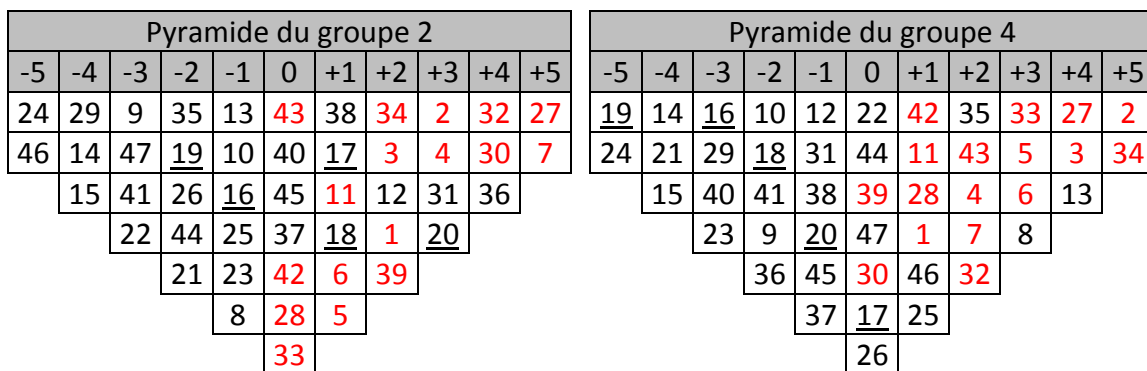 Pyramide du groupe 2
-5 -4 -3 -2 -1 0 +1 +2 +3 +4 +5
24 29 9 35 13 43 38 34 2 32 27
46 14 47 19 10 40 17 3 4 30 7
15 41 26 16 45 11 12 31 36
22 44 25 37 18 1 20
21 23 42 6 39
8 28 5
33
Pyramide du groupe 4
-5 -4 -3 -2 -1 0 +1 +2 +3 +4 +5
19 14 16 10 12 22 42 35 33 27 2
24 21 29 18 31 44 11 43 5 3 34
15 40 41 38 39 28 4 6 13
23 9 20 47 1 7 8
36 45 30 46 32
37 17 25
26